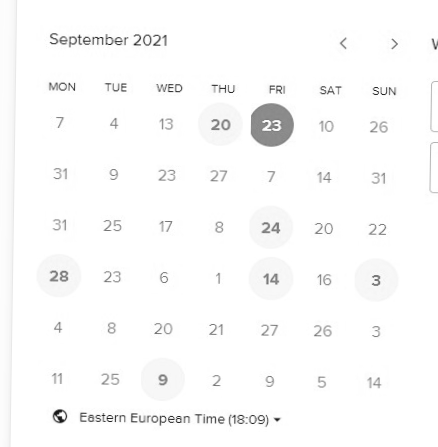 September 2021
W
MON TUE WED THU FRI SAT SUN
7 4 13 20 23 10 26
31 9 23 27 7 14 31
31 25 17 8 24 20 22
28 23 6 1 14 16 3
4 8 20 21 27 26 3
11 25 9 2 9 5 14
Eastern European Time (18:09)